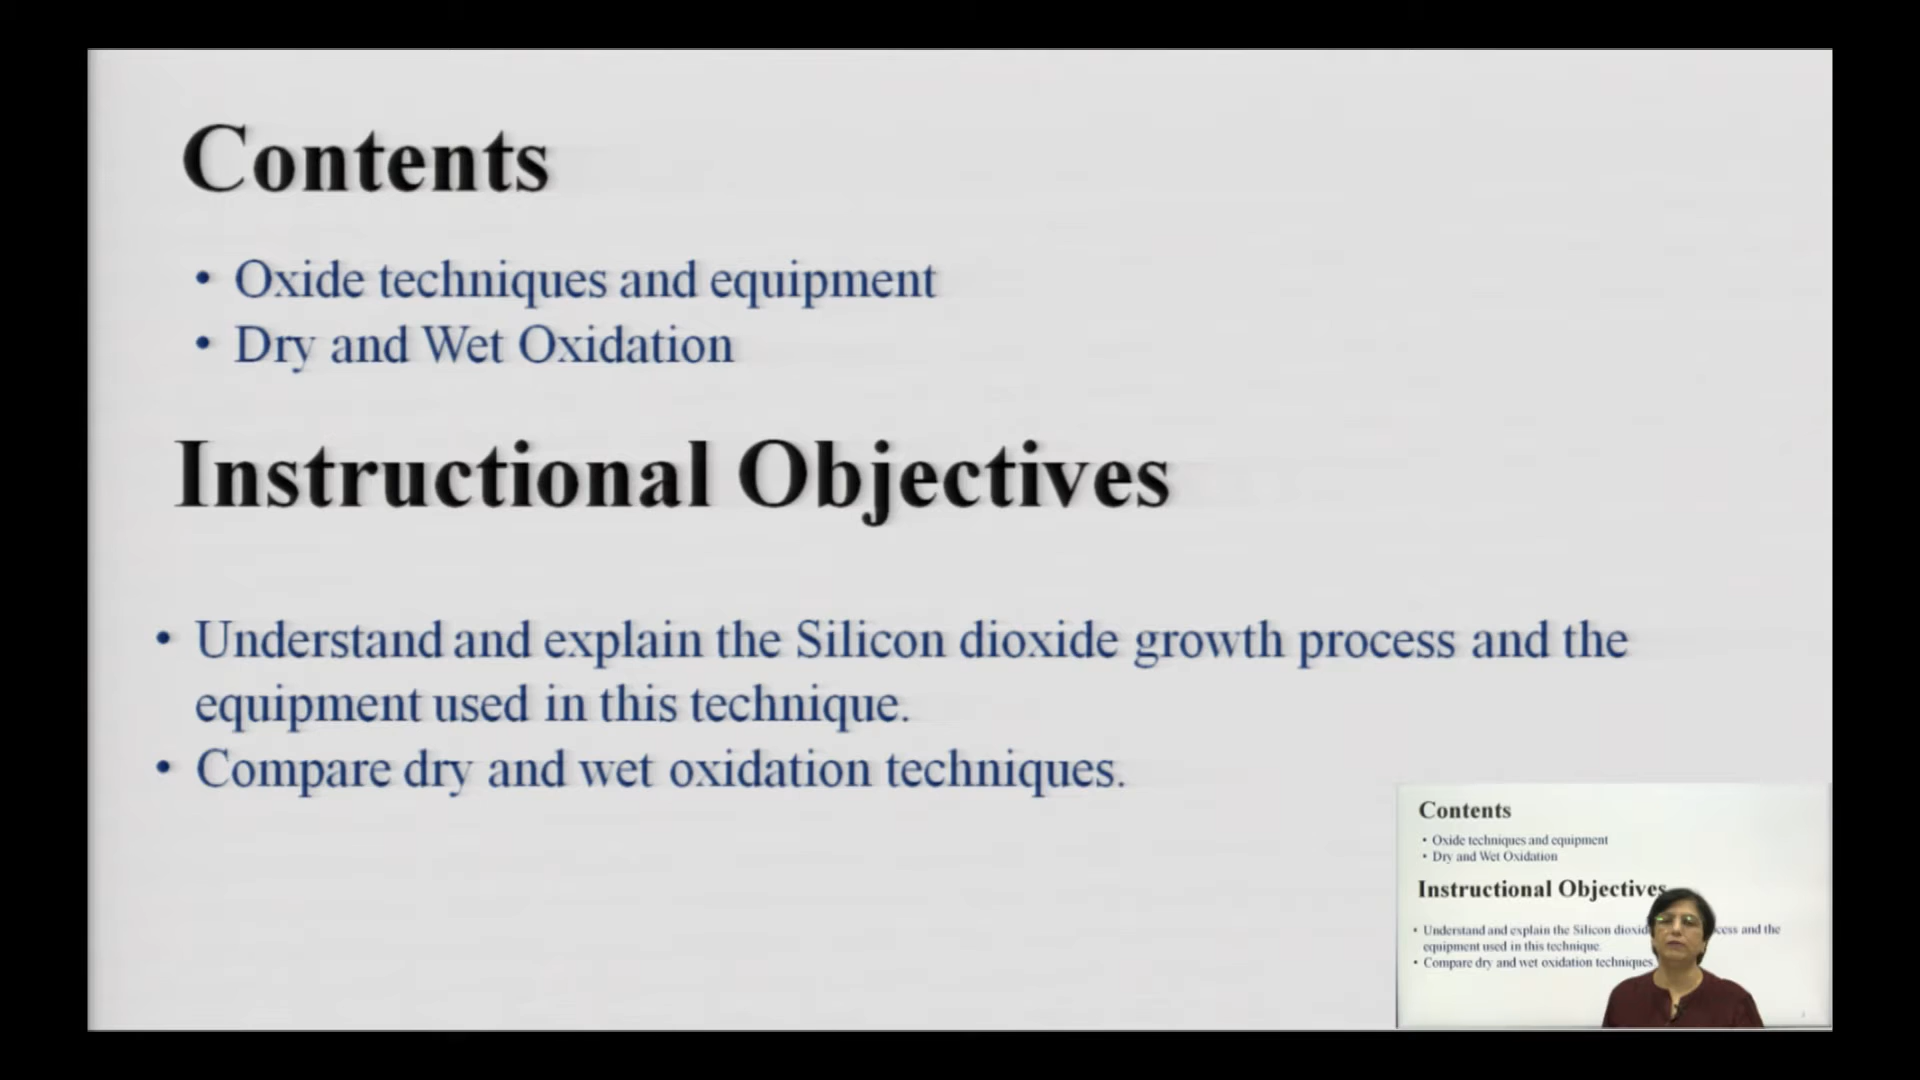 Contents
• Oxide techniques and equipment
• Dry and Wet Oxidation
Instructional Objectives
• Understand and explain the Silicon dioxide growth process and the
equipment used in this technique.
• Compare dry and wet oxidation techniques.
Contents
• Oxide techniques and equipment
• Dry and Wet Oxidation
Instructional Objectives
• Understand and explain the Silicon and the
equipment used in this technique.
• Compare dry and wet oxidation techniques